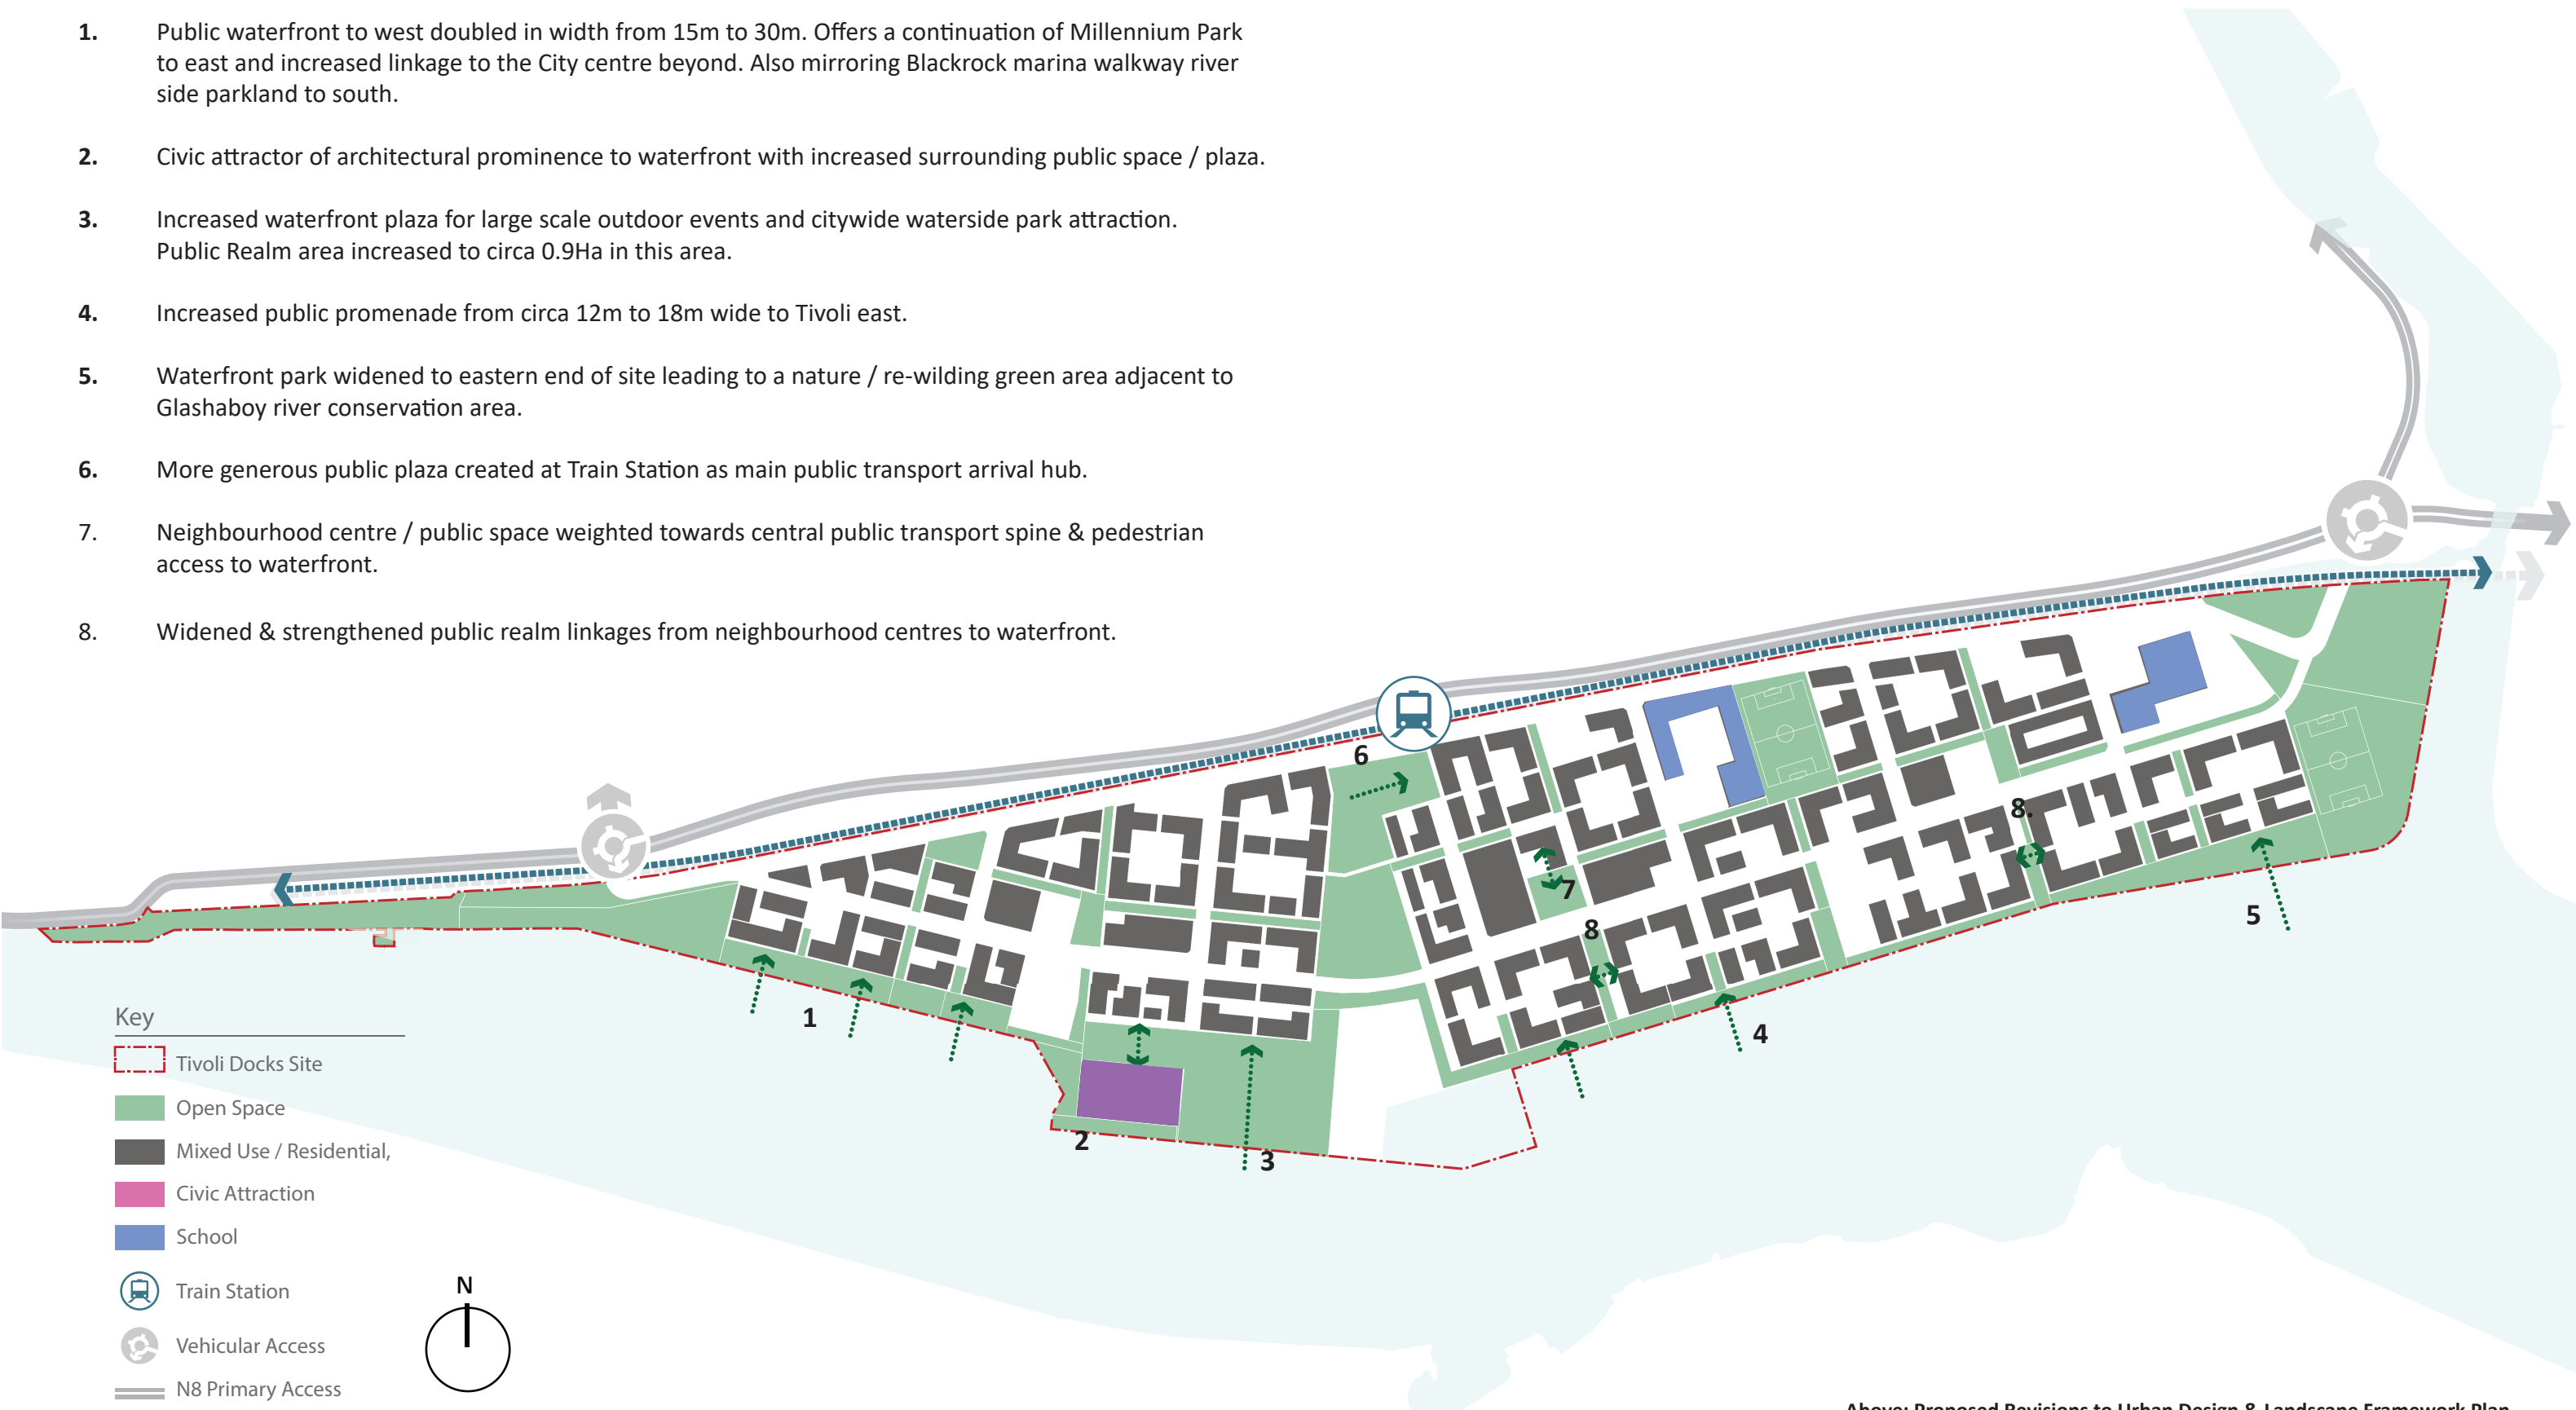 1. Public waterfront to west doubled in width from 15m to 30m. Offers a continuation of Millennium Park
to east and increased linkage to the City centre beyond. Also mirroring Blackrock marina walkway river
side parkland to south.
2. Civic attractor of architectural prominence to waterfront with increased surrounding public space / plaza.
3. Increased waterfront plaza for large scale outdoor events and citywide waterside park attraction.
Public Realm area increased to circa 0.9Ha in this area.
4. Increased public promenade from circa 12m to 18m wide to Tivoli east.
5. Waterfront park widened to eastern end of site leading to a nature / re-wilding green area adjacent to
Glashaboy river conservation area.
6. More generous public plaza created at Train Station as main public transport arrival hub.
7. Neighbourhood centre / public space weighted towards central public transport spine & pedestrian
access to waterfront.
8. Widened & strengthened public realm linkages from neighbourhood centres to waterfront.
6
8.
7
8
5
1
4
2
3
Key
Tivoli Docks Site
Open Space
Mixed Use / Residential,
Civic Attraction
School
Train Station
Vehicular Access
N8 Primary Access
N
Above: Proposed Revisions to Urban Design & Landscape Framework Plan